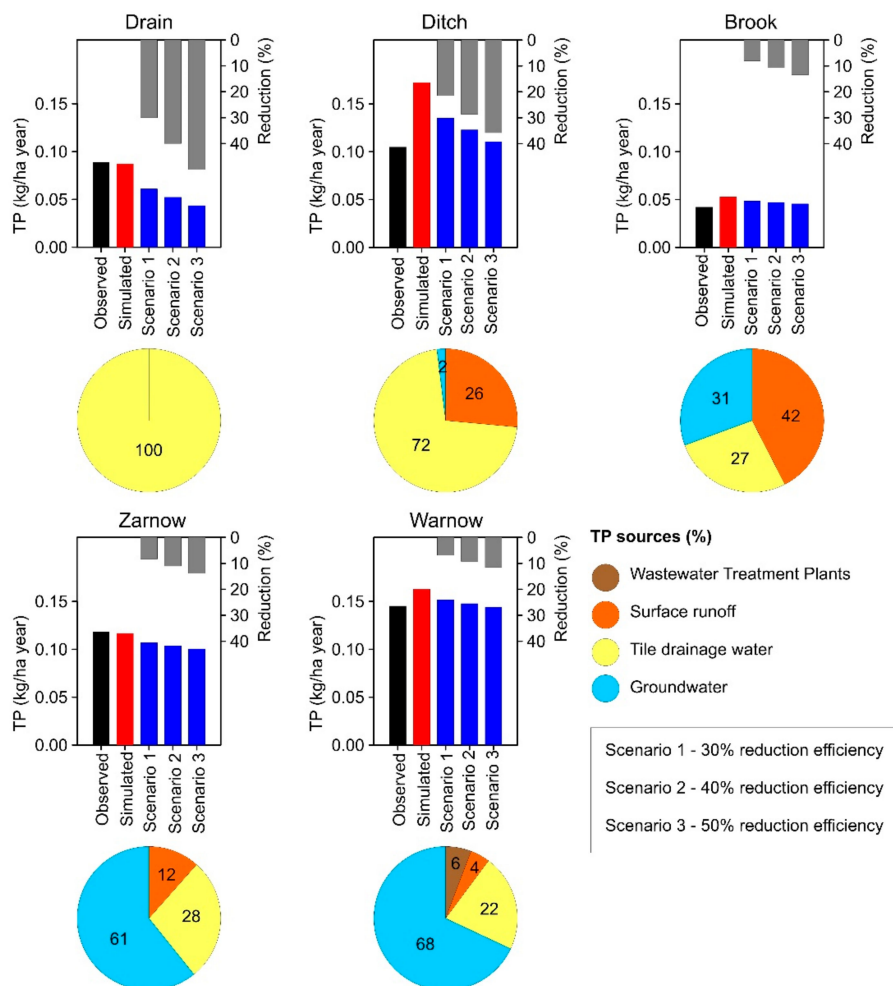 Drain
Ditch
Brook
TP (kg/ha year)
0.15
0.10
0.05
0.00
0
10
20
30
40
Reduction (%)
Observed
Simulated
Scenario 1
Scenario 2
Scenario 3
TP (kg/ha year)
0.15
0.10
0.05
0.00
0
10
20
30
40
Reduction (%)
Observed
Simulated
Scenario 1
Scenario 2
Scenario 3
TP (kg/ha year)
0.15
0.10
0.05
0.00
0
10
20
30
40
Reduction (%)
Observed
Simulated
Scenario 1
Scenario 2
Scenario 3
100
2
26
72
31
42
27
Zarnow
Warnow
TP (kg/ha year)
0.15
0.10
0.05
0.00
0
10
20
30
40
Reduction (%)
Observed
Simulated
Scenario 1
Scenario 2
Scenario 3
TP (kg/ha year)
0.15
0.10
0.05
0.00
0
10
20
30
40
Reduction (%)
Observed
Simulated
Scenario 1
Scenario 2
Scenario 3
TP sources (%)
Wastewater Treatment Plants
Surface runoff
Tile drainage water
Groundwater
Scenario 1 - 30% reduction efficiency
Scenario 2 - 40% reduction efficiency
Scenario 3 - 50% reduction efficiency
12
28
61
6
4
22
68